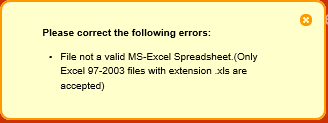 Please correct the following errors:
• File not a valid MS-Excel Spreadsheet.(Only
Excel 97-2003 files with extension .xls are
accepted)